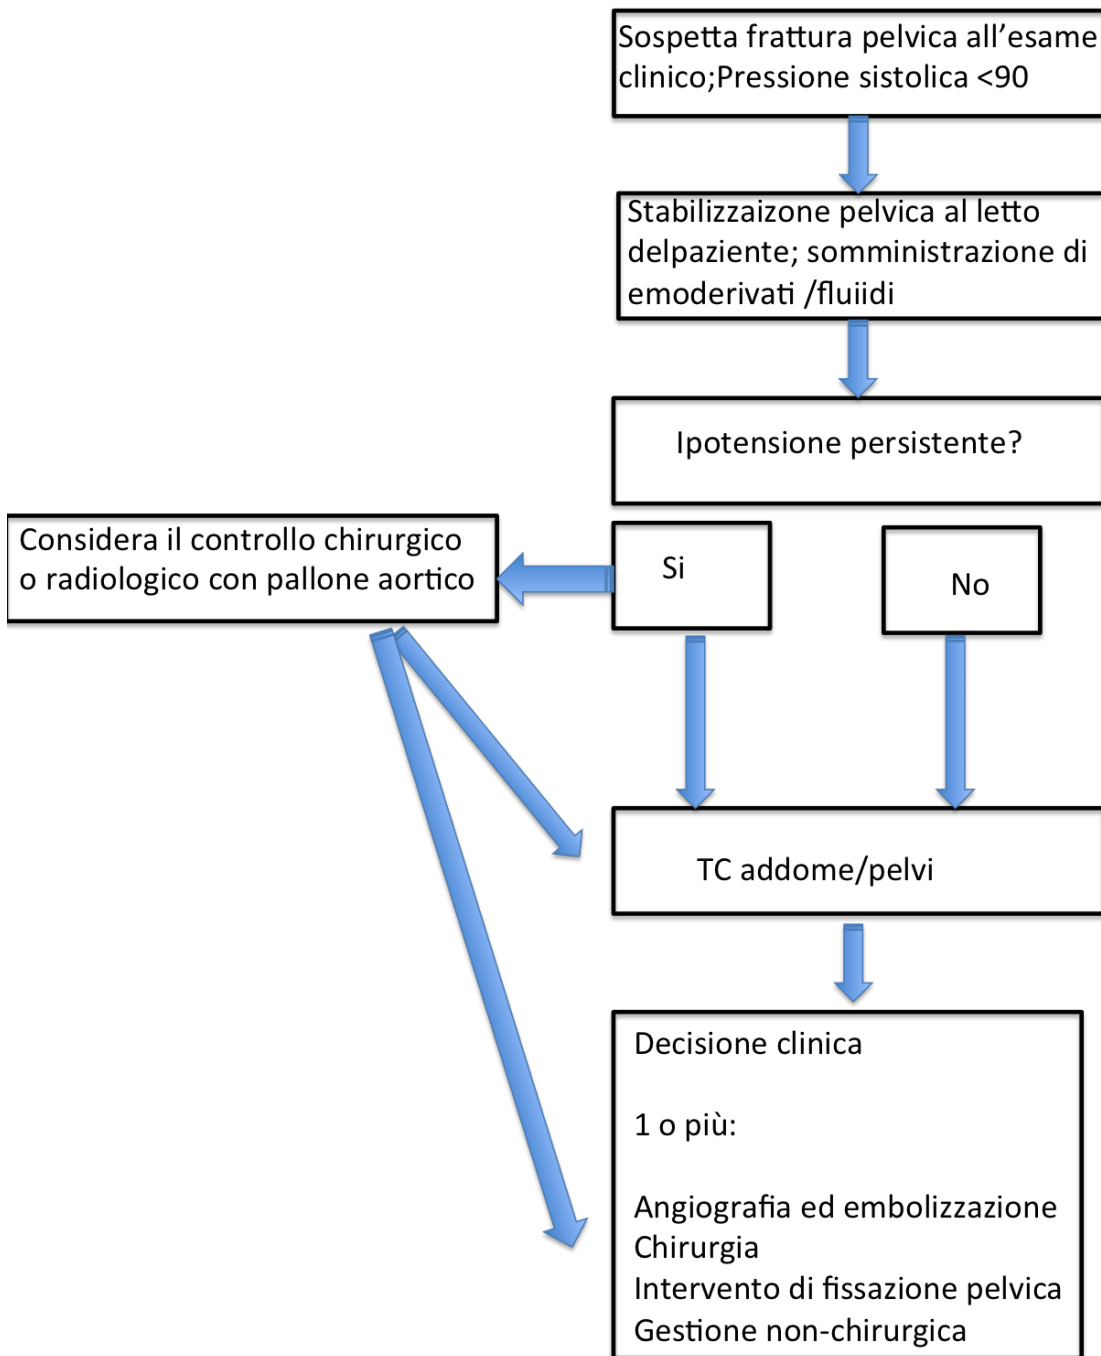 Sospetta frattura pelvica all’esame
clinico;Pressione sistolica <90
Stabilizzaizone pelvica al letto
delpaziente; somministrazione di
emoderivati /fluiidi
Ipotensione persistente?
Considera il controllo chirurgico
o radiologico con pallone aortico
Si
No
TC addome/pelvi
Decisione clinica
1 o più:
Angiografia ed embolizzazione
Chirurgia
Intervento di fissazione pelvica
Gestione non-chirurgica